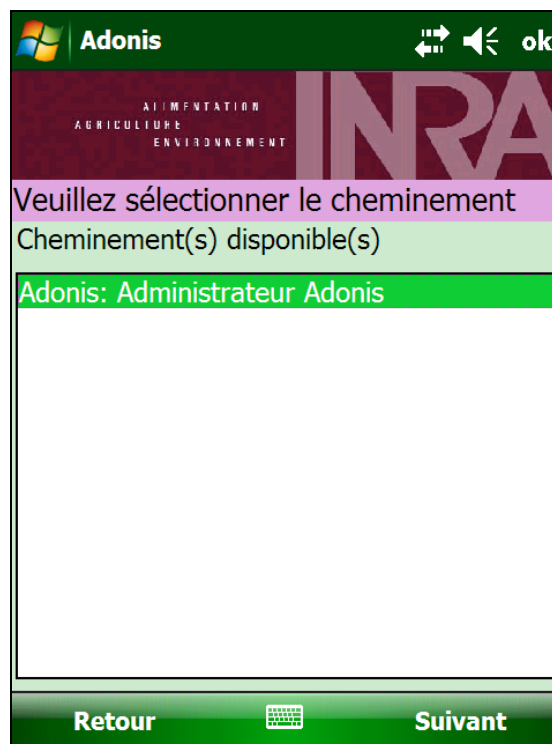 Adonis
ok
ALIMENTATION
AGRICULTURE
ENVIRONNEMENT
INRA
Veuillez sélectionner le cheminement
Cheminement(s) disponible(s)
Adonis: Administrateur Adonis
Retour
Suivant